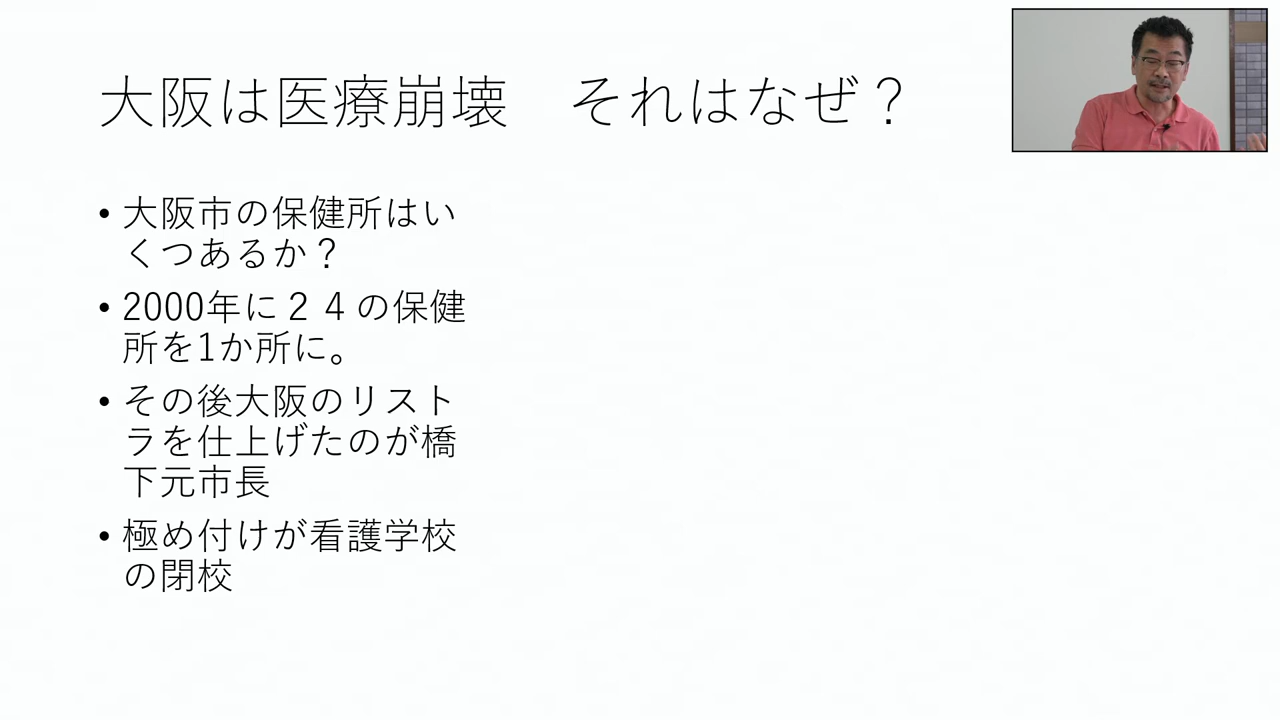 大阪は医療崩壊　それはなぜ？
• 大阪市の保健所はい
くつあるか？
• 2000年に２４の保健
所を1か所に。
• その後大阪のリスト
ラを仕上げたのが橋
下元市長
• 極め付けが看護学校
の閉校